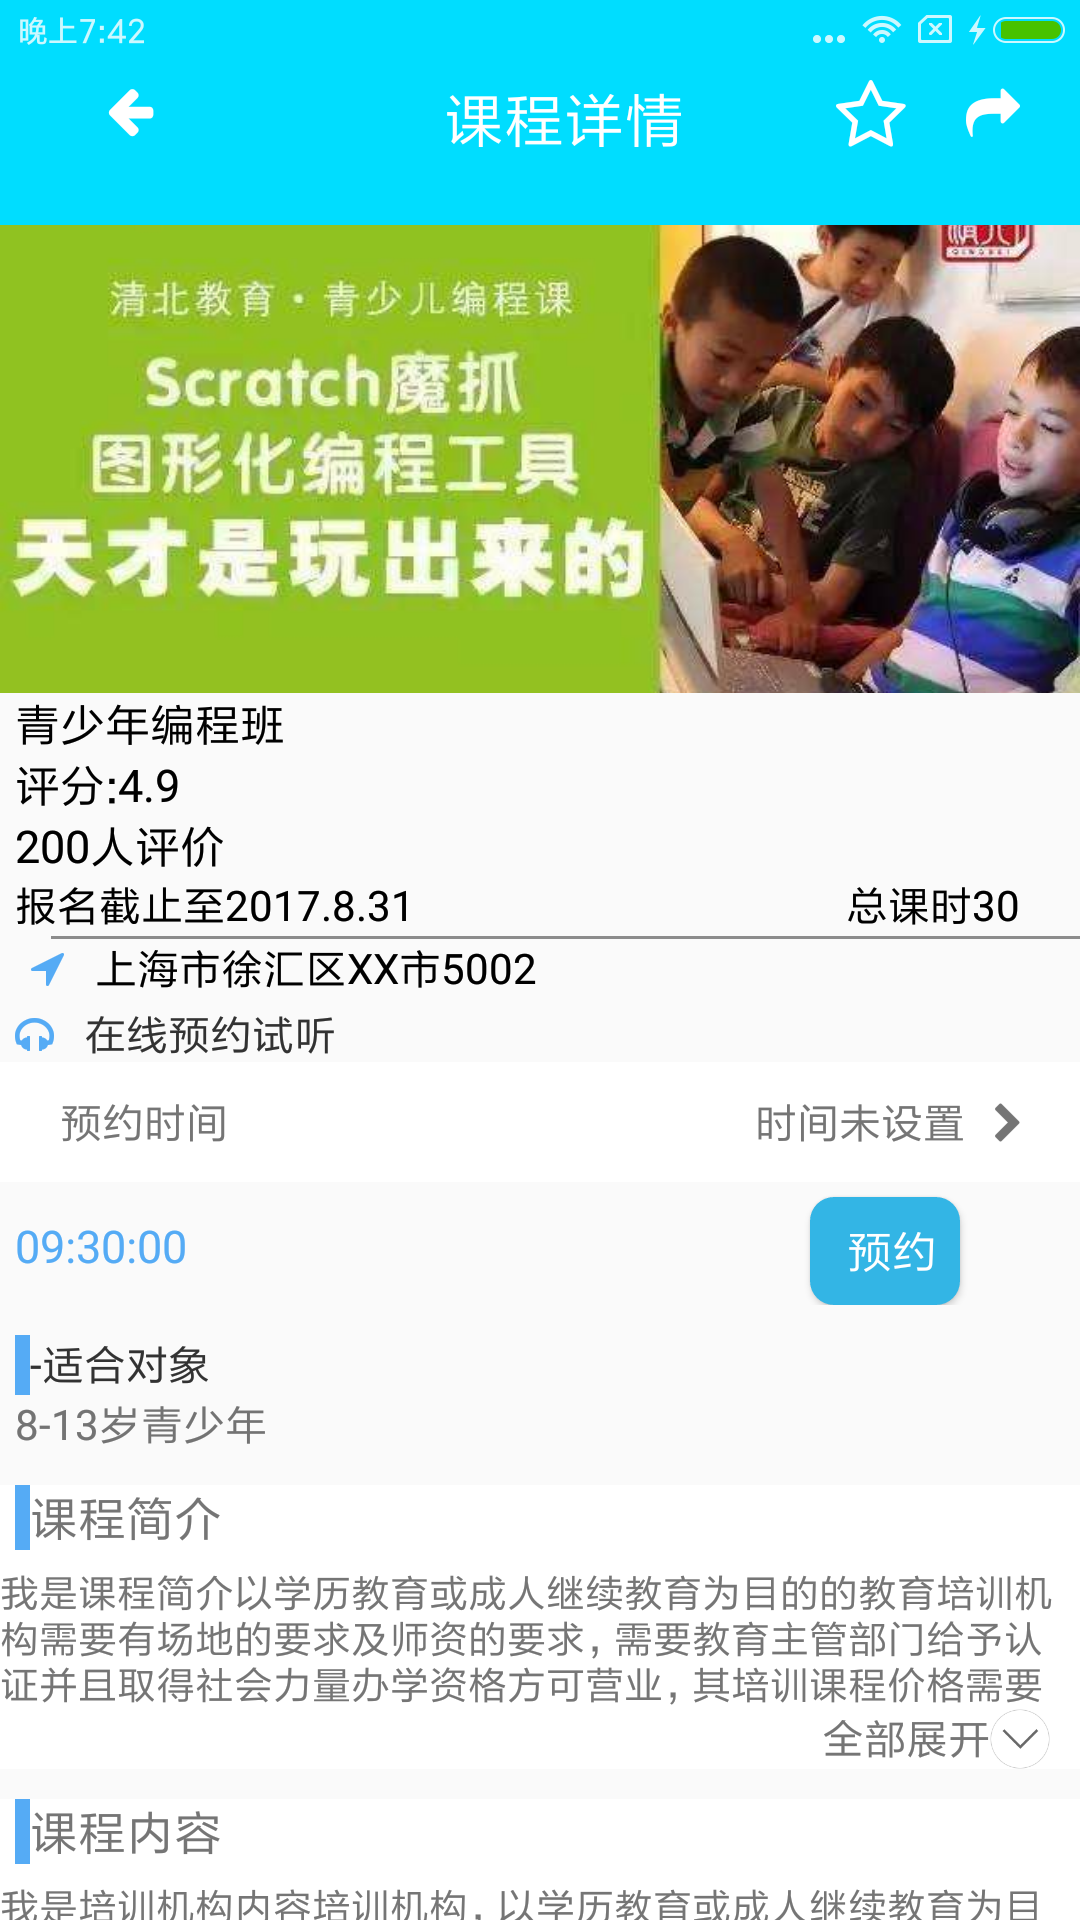 晚上7:42
课程详情
清北教育·青少儿编程课
Scratch魔抓
图形化编程工具
天才是玩出来的
QINGBEI
青少年编程班
评分:4.9
200人评价
报名截止至2017.8.31 总课时30
上海市徐汇区XX市5002
在线预约试听
预约时间 时间未设置
09:30:00 预约
-适合对象
8-13岁青少年
课程简介
我是课程简介以学历教育或成人继续教育为目的的教育培训机
构需要有场地的要求及师资的要求,需要教育主管部门给予认
证并且取得社会力量办学资格方可营业,其培训课程价格需要
全部展开
课程内容
我是培训机构内容培训机构,以学历教育或成人继续教育为目